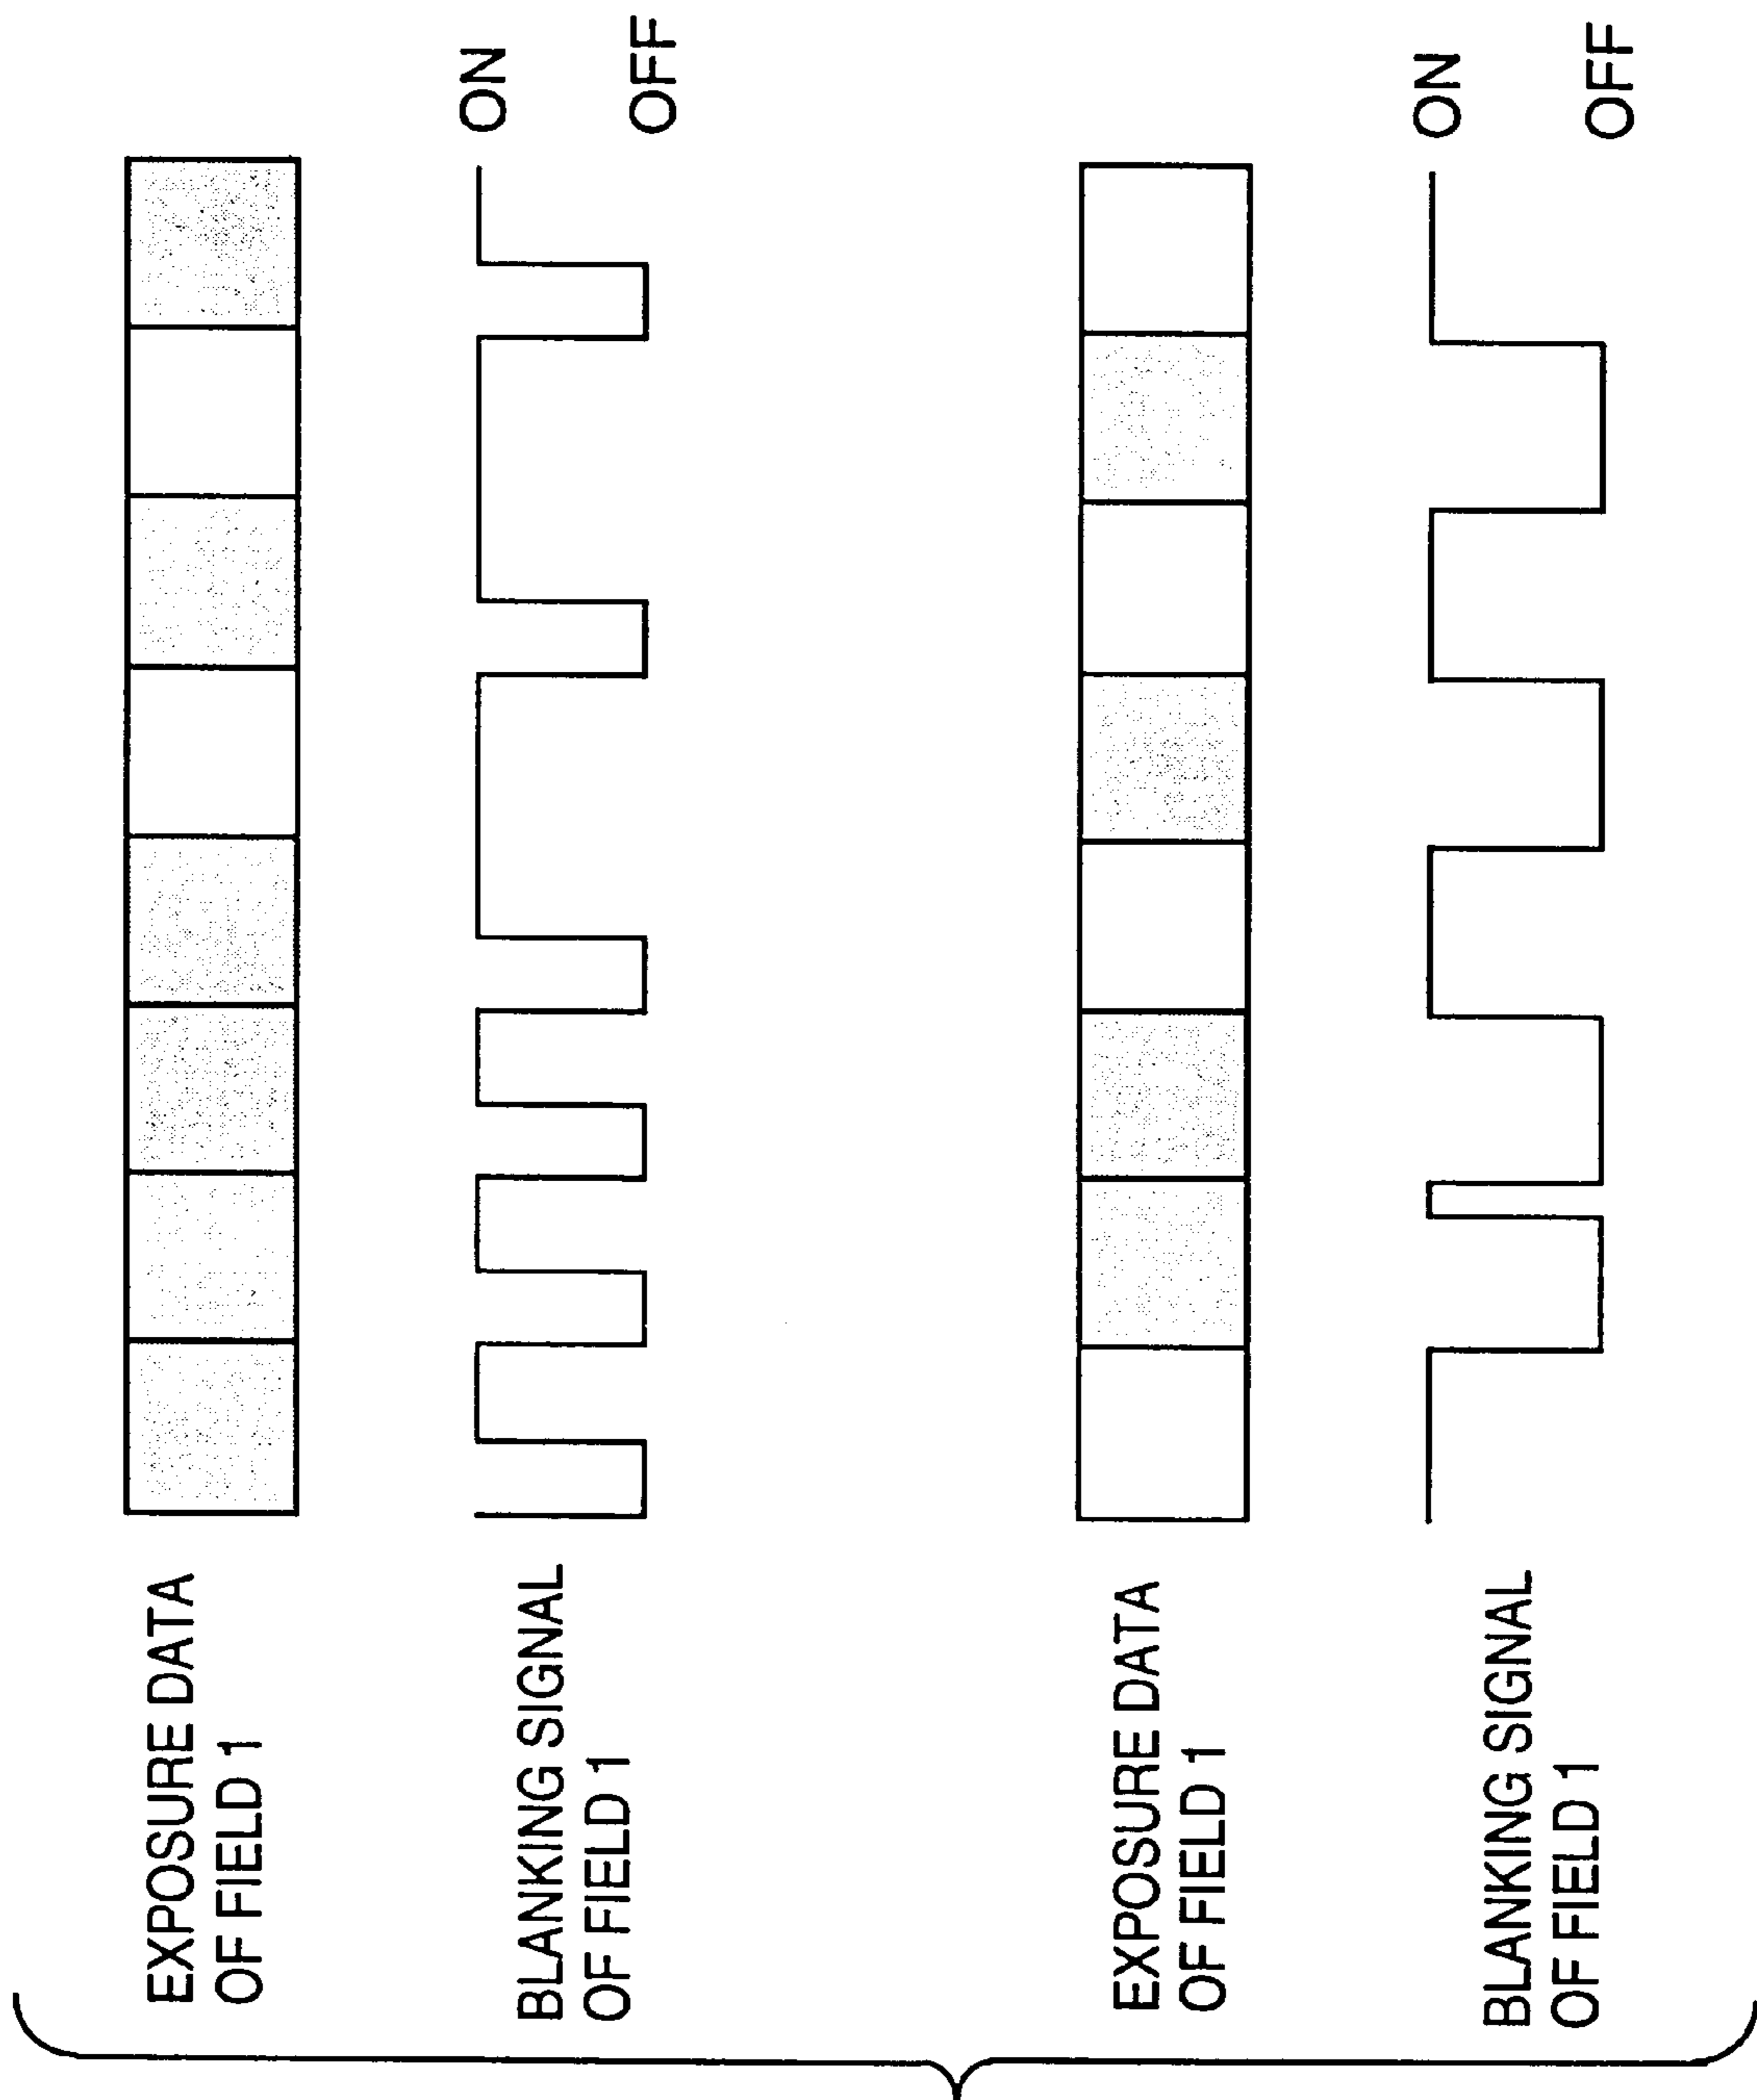 EXPOSURE DATA
OF FIELD 1
ON
BLANKING SIGNAL
OF FIELD 1
OFF
EXPOSURE DATA
OF FIELD 1
ON
BLANKING SIGNAL
OF FIELD 1
OFF